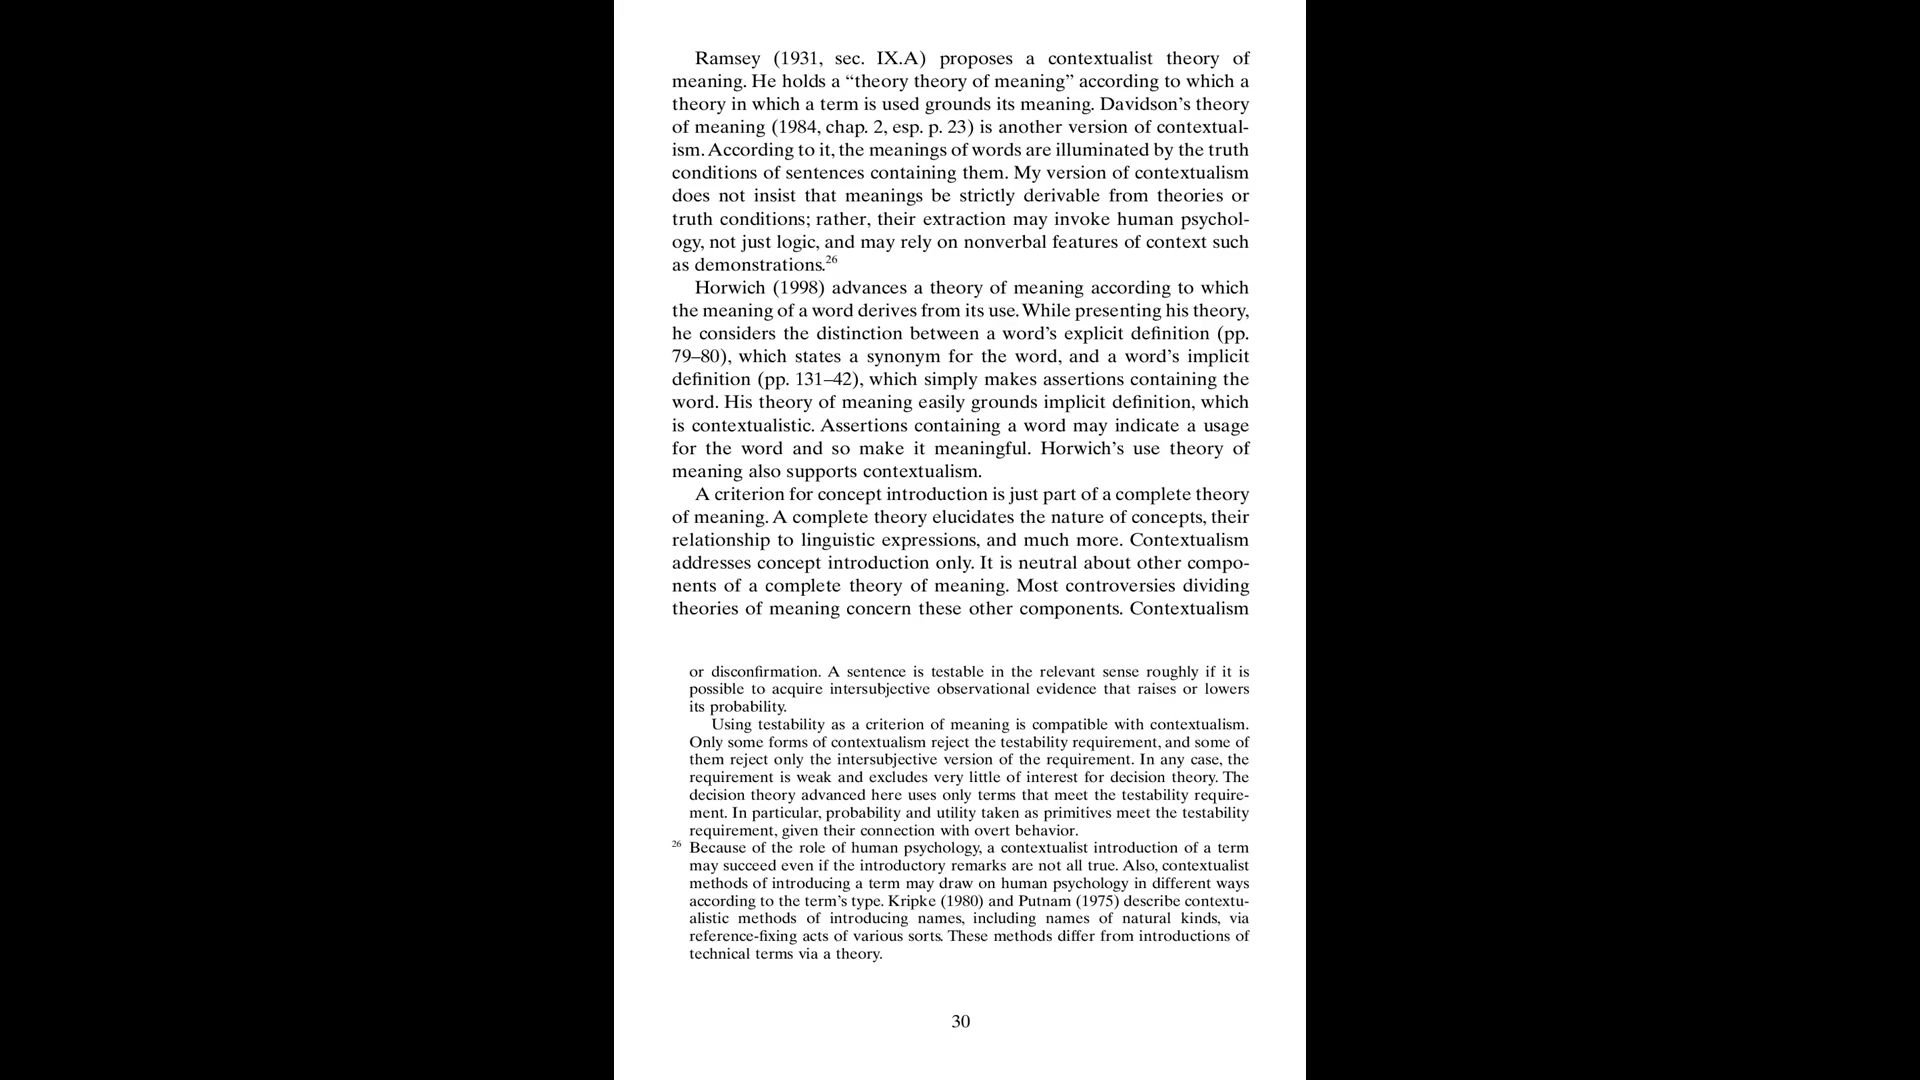 Ramsey (1931, sec. IX.A) proposes a contextualist theory of
meaning. He holds a “theory theory of meaning” according to which a
theory in which a term is used grounds its meaning. Davidson’s theory
of meaning (1984, chap. 2, esp. p. 23) is another version of contextual-
ism. According to it, the meanings of words are illuminated by the truth
conditions of sentences containing them. My version of contextualism
does not insist that meanings be strictly derivable from theories or
truth conditions; rather, their extraction may invoke human psychol-
ogy, not just logic, and may rely on nonverbal features of context such
as demonstrations.26
Horwich (1998) advances a theory of meaning according to which
the meaning of a word derives from its use. While presenting his theory,
he considers the distinction between a word’s explicit definition (pp.
79–80), which states a synonym for the word, and a word’s implicit
definition (pp. 131–42), which simply makes assertions containing the
word. His theory of meaning easily grounds implicit definition, which
is contextualistic. Assertions containing a word may indicate a usage
for the word and so make it meaningful. Horwich’s use theory of
meaning also supports contextualism.
A criterion for concept introduction is just part of a complete theory
of meaning. A complete theory elucidates the nature of concepts, their
relationship to linguistic expressions, and much more. Contextualism
addresses concept introduction only. It is neutral about other compo-
nents of a complete theory of meaning. Most controversies dividing
theories of meaning concern these other components. Contextualism
or disconfirmation. A sentence is testable in the relevant sense roughly if it is
possible to acquire intersubjective observational evidence that raises or lowers
its probability.
Using testability as a criterion of meaning is compatible with contextualism.
Only some forms of contextualism reject the testability requirement, and some of
them reject only the intersubjective version of the requirement. In any case, the
requirement is weak and excludes very little of interest for decision theory. The
decision theory advanced here uses only terms that meet the testability require-
ment. In particular, probability and utility taken as primitives meet the testability
requirement, given their connection with overt behavior.
26 Because of the role of human psychology, a contextualist introduction of a term
may succeed even if the introductory remarks are not all true. Also, contextualist
methods of introducing a term may draw on human psychology in different ways
according to the term’s type. Kripke (1980) and Putnam (1975) describe contextu-
alistic methods of introducing names, including names of natural kinds, via
reference-fixing acts of various sorts. These methods differ from introductions of
technical terms via a theory.
30